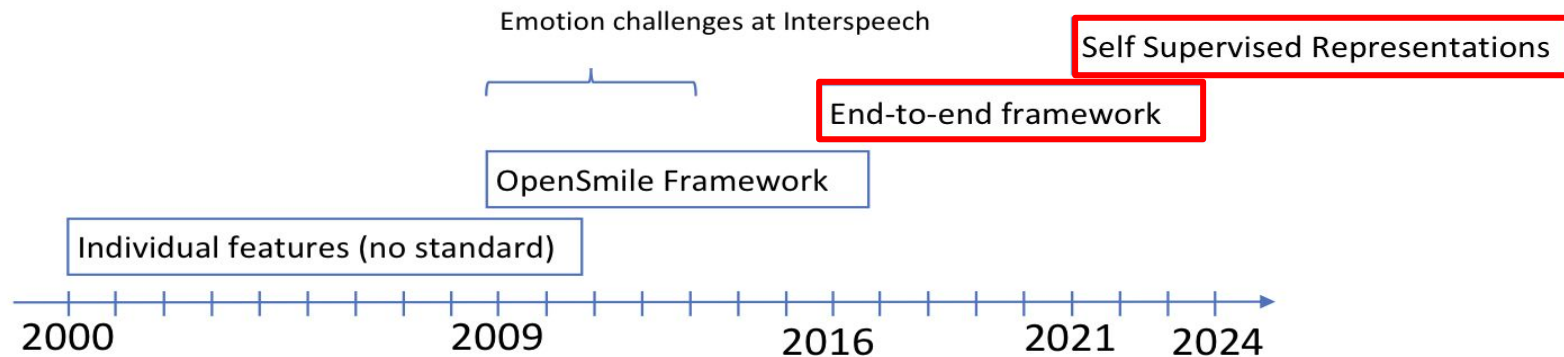 Emotion challenges at Interspeech
Self Supervised Representations
End-to-end framework
OpenSmile Framework
Individual features (no standard)
2000
2009
2016
2021
2024